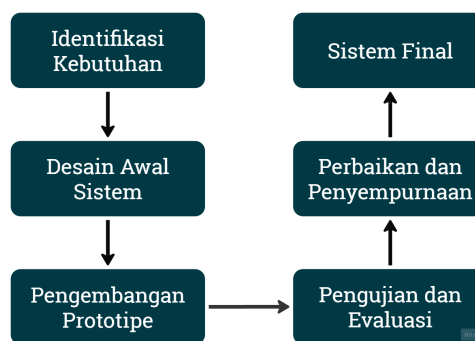 Identifikasi
Kebutuhan
Desain Awal
Sistem
Pengembangan
Prototipe
Pengujian dan
Evaluasi
Perbaikan dan
Penyempurnaan
Sistem Final